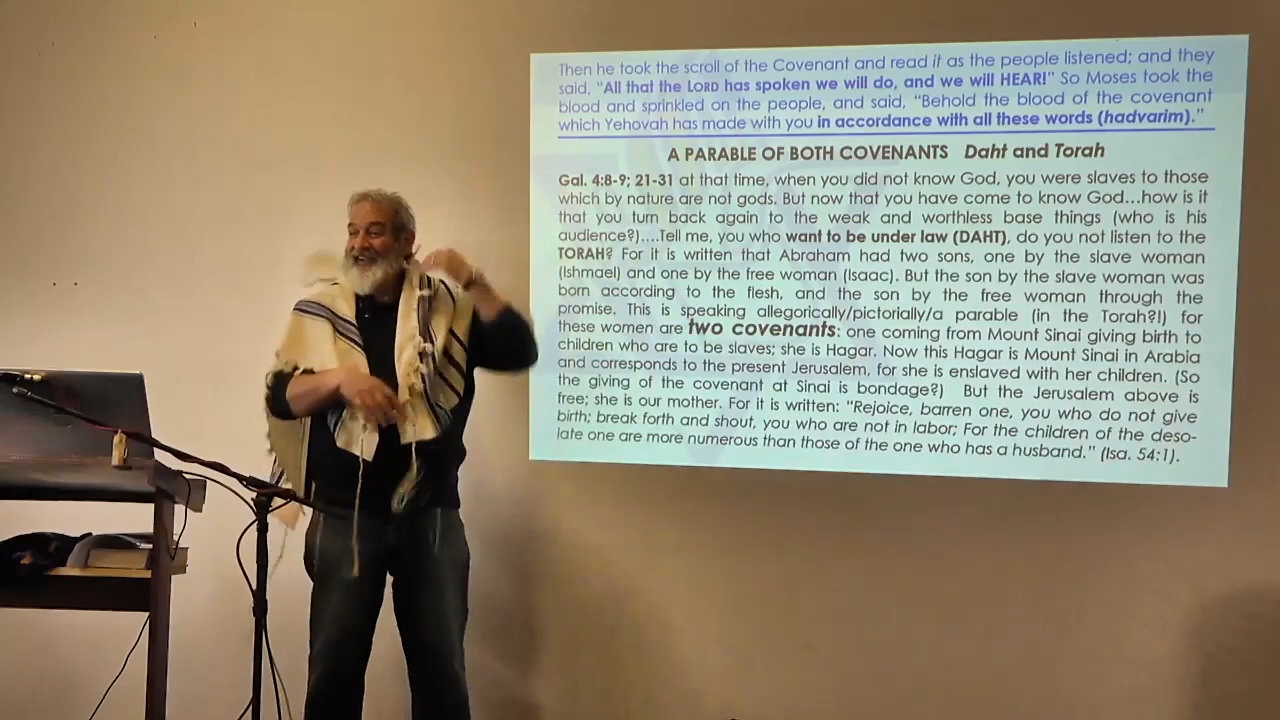 Then he took the scroll of the Covenant and read it as the people listened; and they
said, "All that the LORD has spoken we will do, and we will HEAR!" So Moses took the
blood and sprinkled on the people, and said, "Behold the blood of the covenant
which Yehovah has made with you in accordance with all these words (hadvarim)."
A PARABLE OF BOTH COVENANTS Daht and Torah
Gal. 4:8-9; 21-31 at that time, when you did not know God, you were slaves to those
which by nature are not gods. But now that you have come to know God...how is it
that you turn back again to the weak and worthless base things (who is his
audience?)....Tell me, you who want to be under law (DAHT), do you not listen to the
TORAH? For it is written that Abraham had two sons, one by the slave woman
(Ishmael) and one by the free woman (Isaac). But the son by the slave woman was
born according to the flesh, and the son by the free woman through the
promise. This is speaking allegorically/pictorially/a parable (in the Torah?!) for
these women are two covenants: one coming from Mount Sinai giving birth to
children who are to be slaves; she is Hagar. Now this Hagar is Mount Sinai in Arabia
and corresponds to the present Jerusalem, for she is enslaved with her children. (So
the giving of the covenant at Sinai is bondage?) But the Jerusalem above is
free; she is our mother. For it is written: "Rejoice, barren one, you who do not give
birth; break forth and shout, you who are not in labor; For the children of the deso-
late one are more numerous than those of the one who has a husband." (Isa. 54:1).